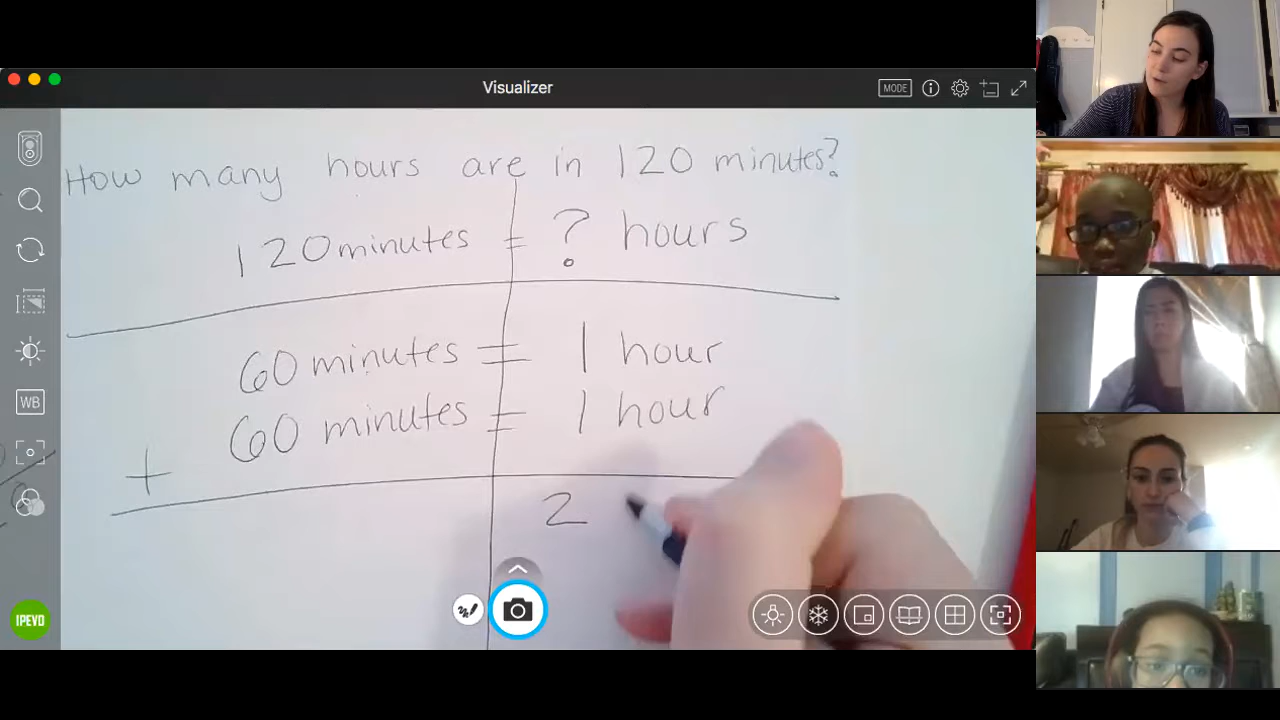 Visualizer
MODE
How many hours are in 120 minutes?
120 minutes = ? hours
60 minutes = 1 hour
60 minutes = 1 hour
+
2
WB
IPEVO